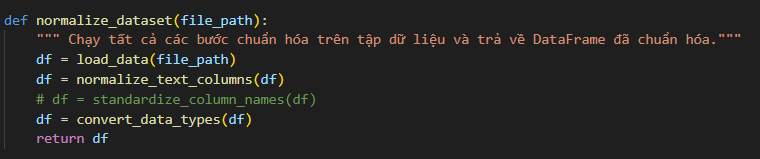 def normalize_dataset(file_path):
    """ Chạy tất cả các bước chuẩn hóa trên tập dữ liệu và trả về DataFrame đã chuẩn hóa."""
    df = load_data(file_path)
    df = normalize_text_columns(df)
    # df = standardize_column_names(df)
    df = convert_data_types(df)
    return df